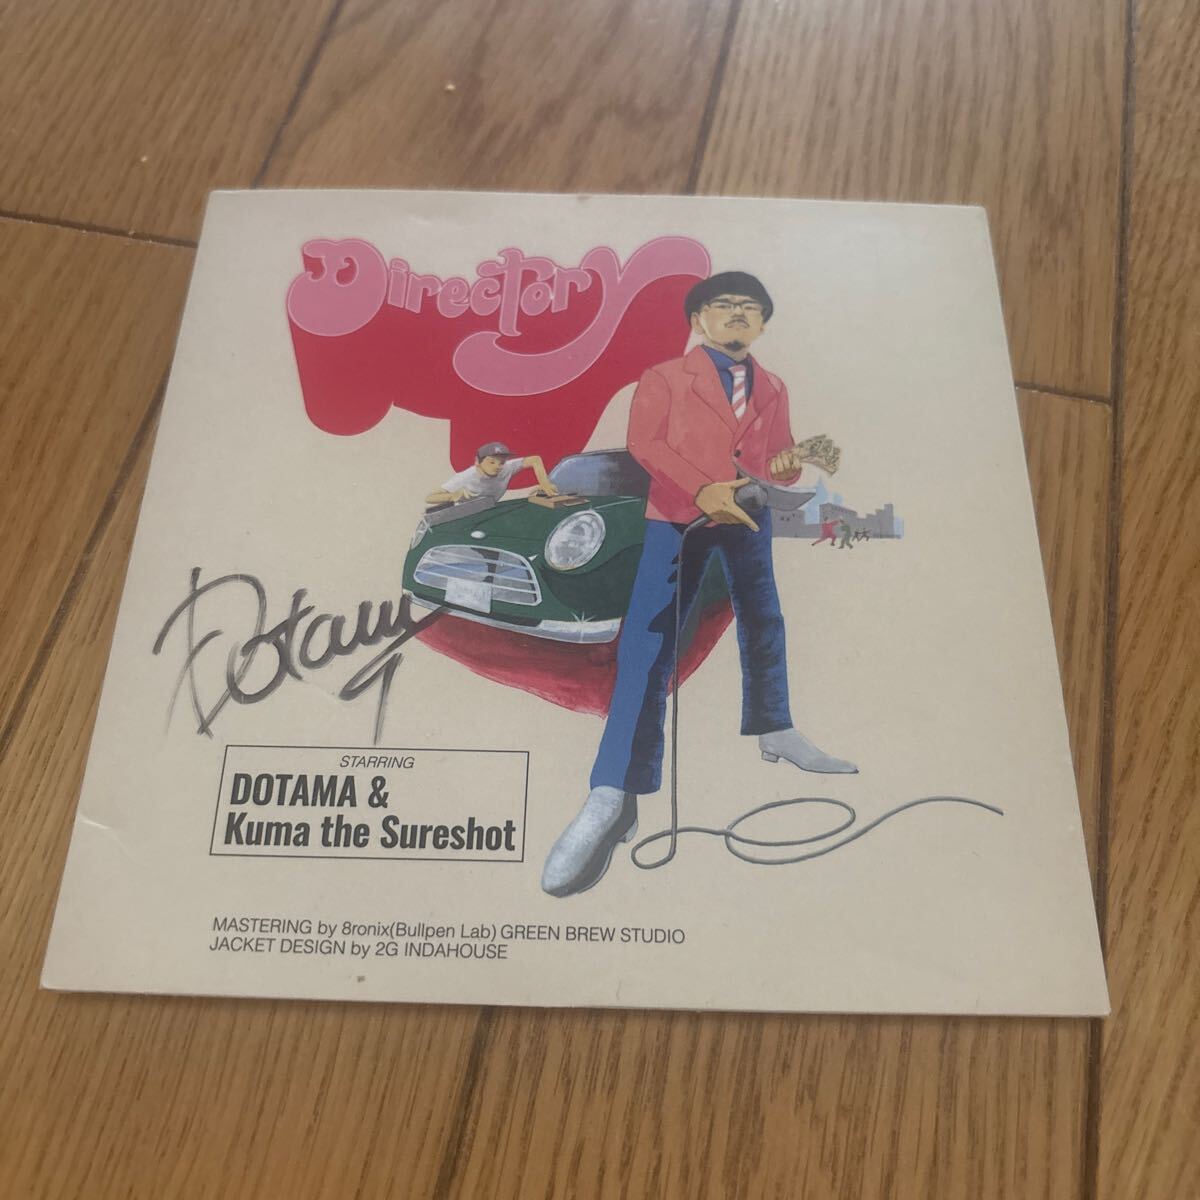 Directory
Dotama
STARRING
DOTAMA &
Kuma the Sureshot
MASTERING by 8ronix(Bullpen Lab) GREEN BREW STUDIO
JACKET DESIGN by 2G INDAHOUSE